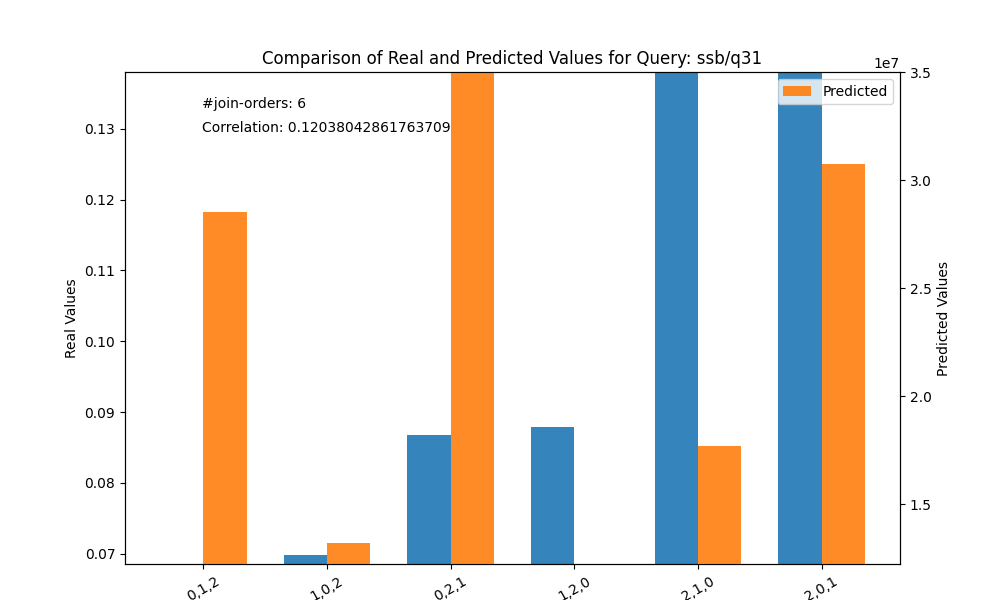 Comparison of Real and Predicted Values for Query: ssb/q31
1e7
#join-orders: 6
Correlation: 0.12038042861763709
Predicted
Real Values
0.13
0.12
0.11
0.10
0.09
0.08
0.07
3.5
3.0
2.5
2.0
1.5
Predicted Values
0,1,2
1,0,2
0,2,1
1,2,0
2,1,0
2,0,1